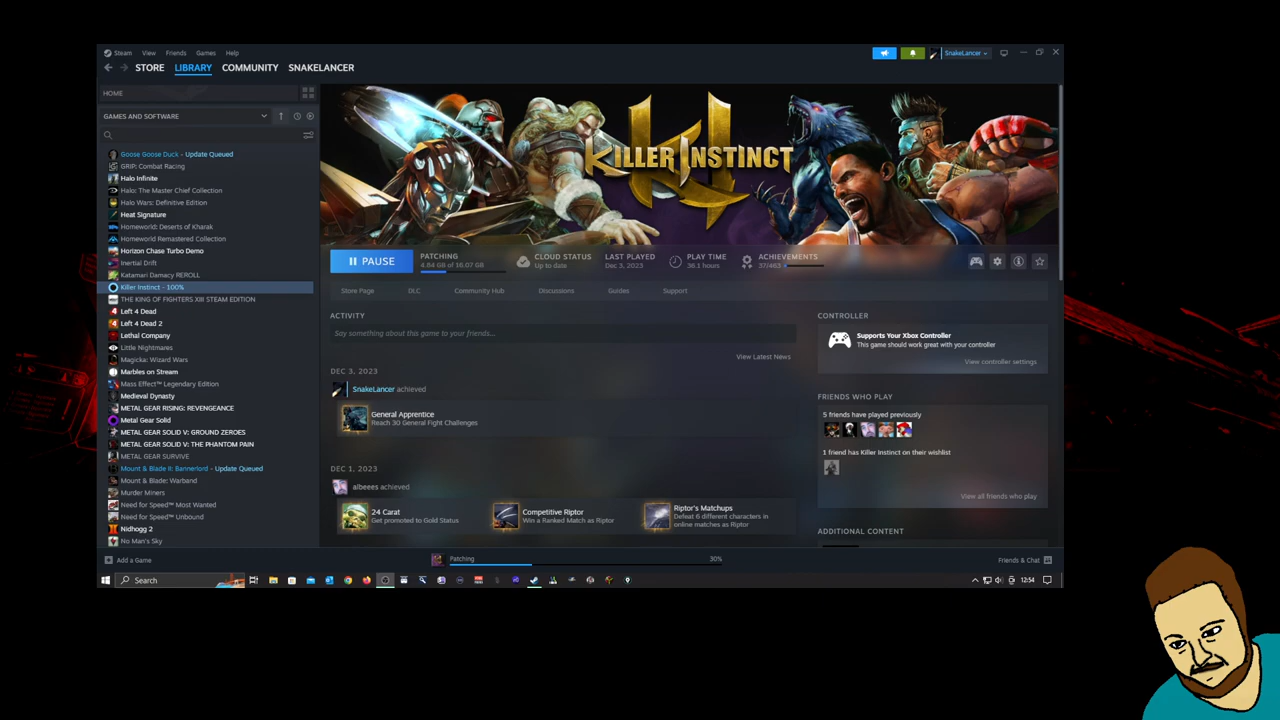 Steam View Friends Games Help
SnakeLancer
STORE LIBRARY COMMUNITY SNAKELANCER
HOME
GAMES AND SOFTWARE
Goose Goose Duck - Update Queued
GRIP: Combat Racing
Halo Infinite
Halo: The Master Chief Collection
Halo Wars: Definitive Edition
Heat Signature
Homeworld: Deserts of Kharak
Homeworld Remastered Collection
Horizon Chase Turbo Demo
Inertial Drift
Katamari Damacy REROLL
Killer Instinct - 100%
THE KING OF FIGHTERS XIII STEAM EDITION
Left 4 Dead
Left 4 Dead 2
Lethal Company
Little Nightmares
Magicka: Wizard Wars
Marbles on Stream
Mass Effect™ Legendary Edition
Medieval Dynasty
METAL GEAR RISING: REVENGEANCE
Metal Gear Solid
METAL GEAR SOLID V: GROUND ZEROES
METAL GEAR SOLID V: THE PHANTOM PAIN
METAL GEAR SURVIVE
Mount & Blade II: Bannerlord - Update Queued
Mount & Blade: Warband
Murder Miners
Need for Speed™ Most Wanted
Need for Speed™ Unbound
Nidhogg 2
No Man's Sky
KILLER INSTINCT
PAUSE
PATCHING
4.84 GB of 16.07 GB
CLOUD STATUS
Up to date
LAST PLAYED
Dec 3, 2023
PLAY TIME
36.1 hours
ACHIEVEMENTS
37/463
Store Page DLC Community Hub Discussions Guides Support
ACTIVITY
Say something about this game to your friends...
View Latest News
DEC 3, 2023
SnakeLancer achieved
General Apprentice
Reach 30 General Fight Challenges
DEC 1, 2023
albeees achieved
24 Carat
Get promoted to Gold Status
Competitive Riptor
Win a Ranked Match as Riptor
Riptor's Matchups
Defeat 6 different characters in
online matches as Riptor
CONTROLLER
Supports Your Xbox Controller
This game should work great with your controller
View controller settings
FRIENDS WHO PLAY
5 friends have played previously
1 friend has Killer Instinct on their wishlist
View all friends who play
ADDITIONAL CONTENT
Add a Game
Patching
30%
Friends & Chat
Search
12:54